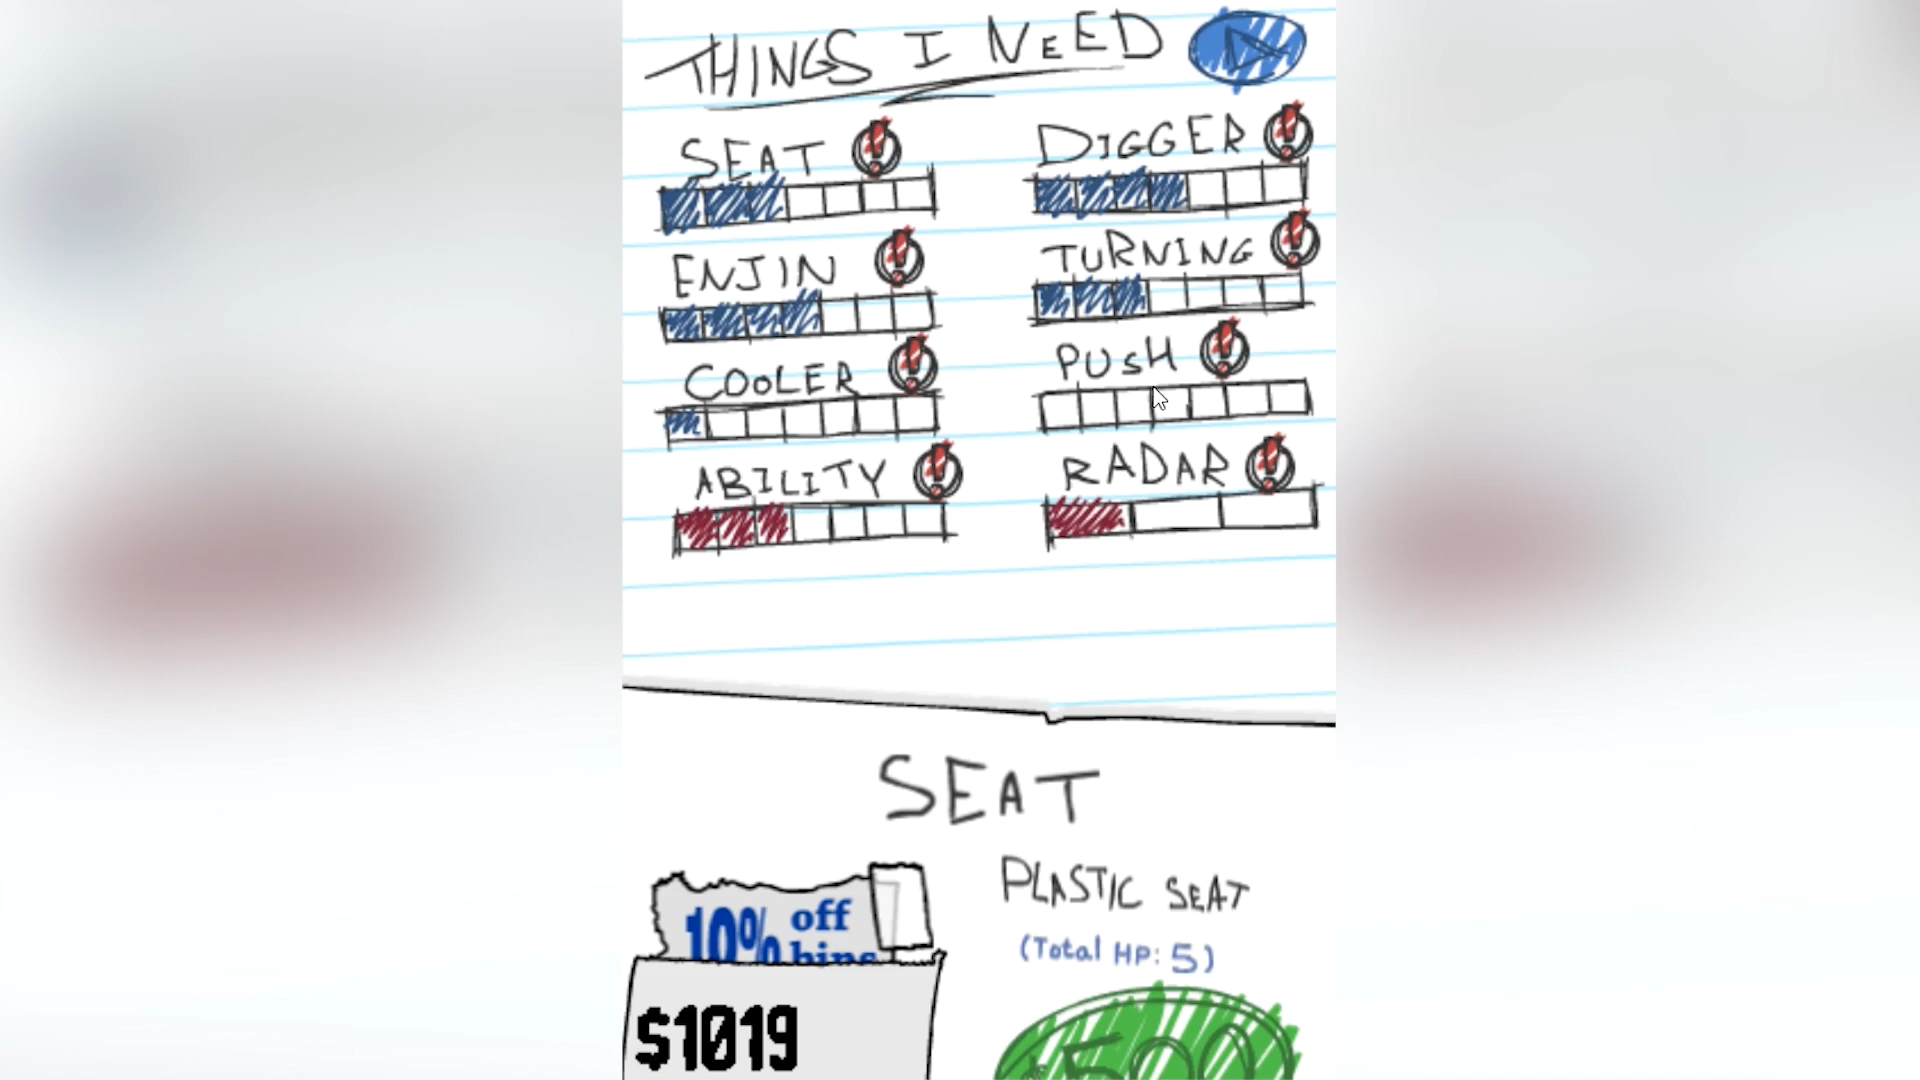 THINGS I NEED
SEAT
DIGGER
ENJIN
TURNING
COOLER
PUSH
ABILITY
RADAR
SEAT
PLASTIC SEAT
10% off
(Total HP: 5)
$1019
$500